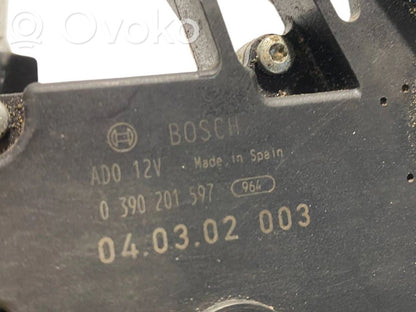 Ovoko
BOSCH
ADO 12V Made in Spain
0 390 201 597 964
04.03.02 003